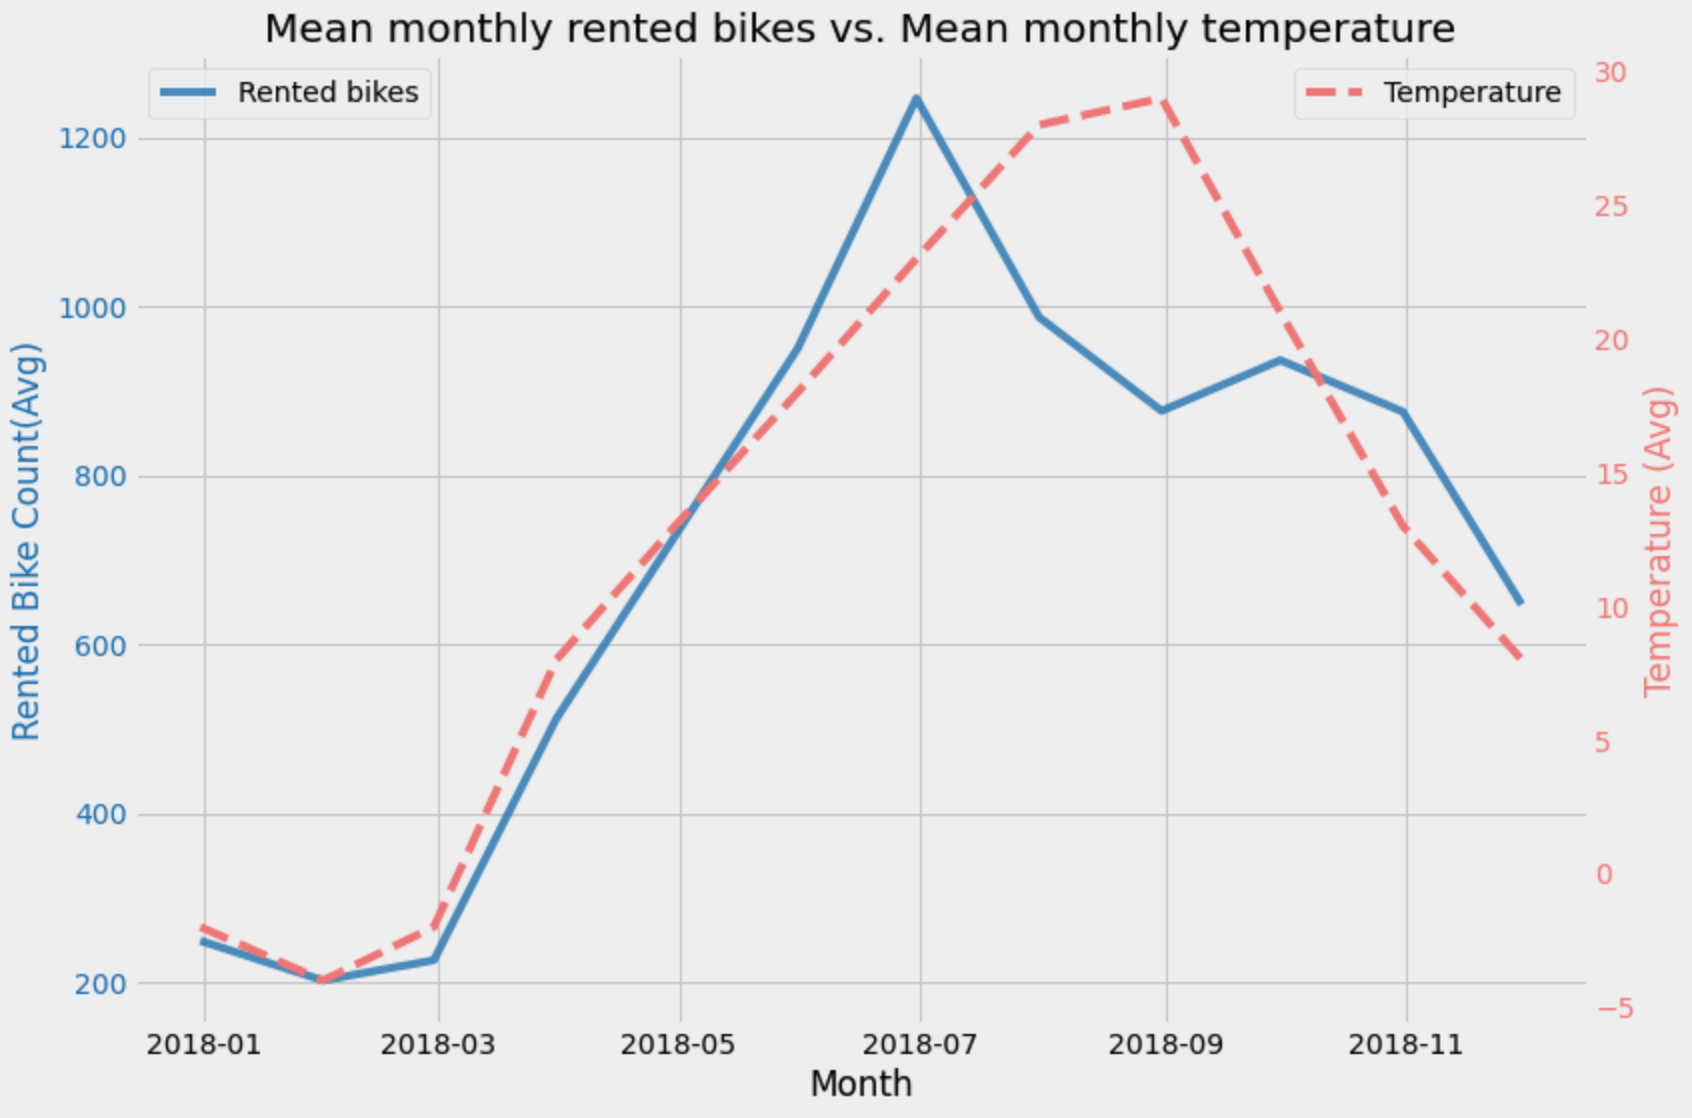 Mean monthly rented bikes vs. Mean monthly temperature
Rented bikes
Temperature
1200
1000
800
600
400
200
Rented Bike Count(Avg)
30
25
20
15
10
5
0
−5
Temperature (Avg)
2018-01 2018-03 2018-05 2018-07 2018-09 2018-11
Month